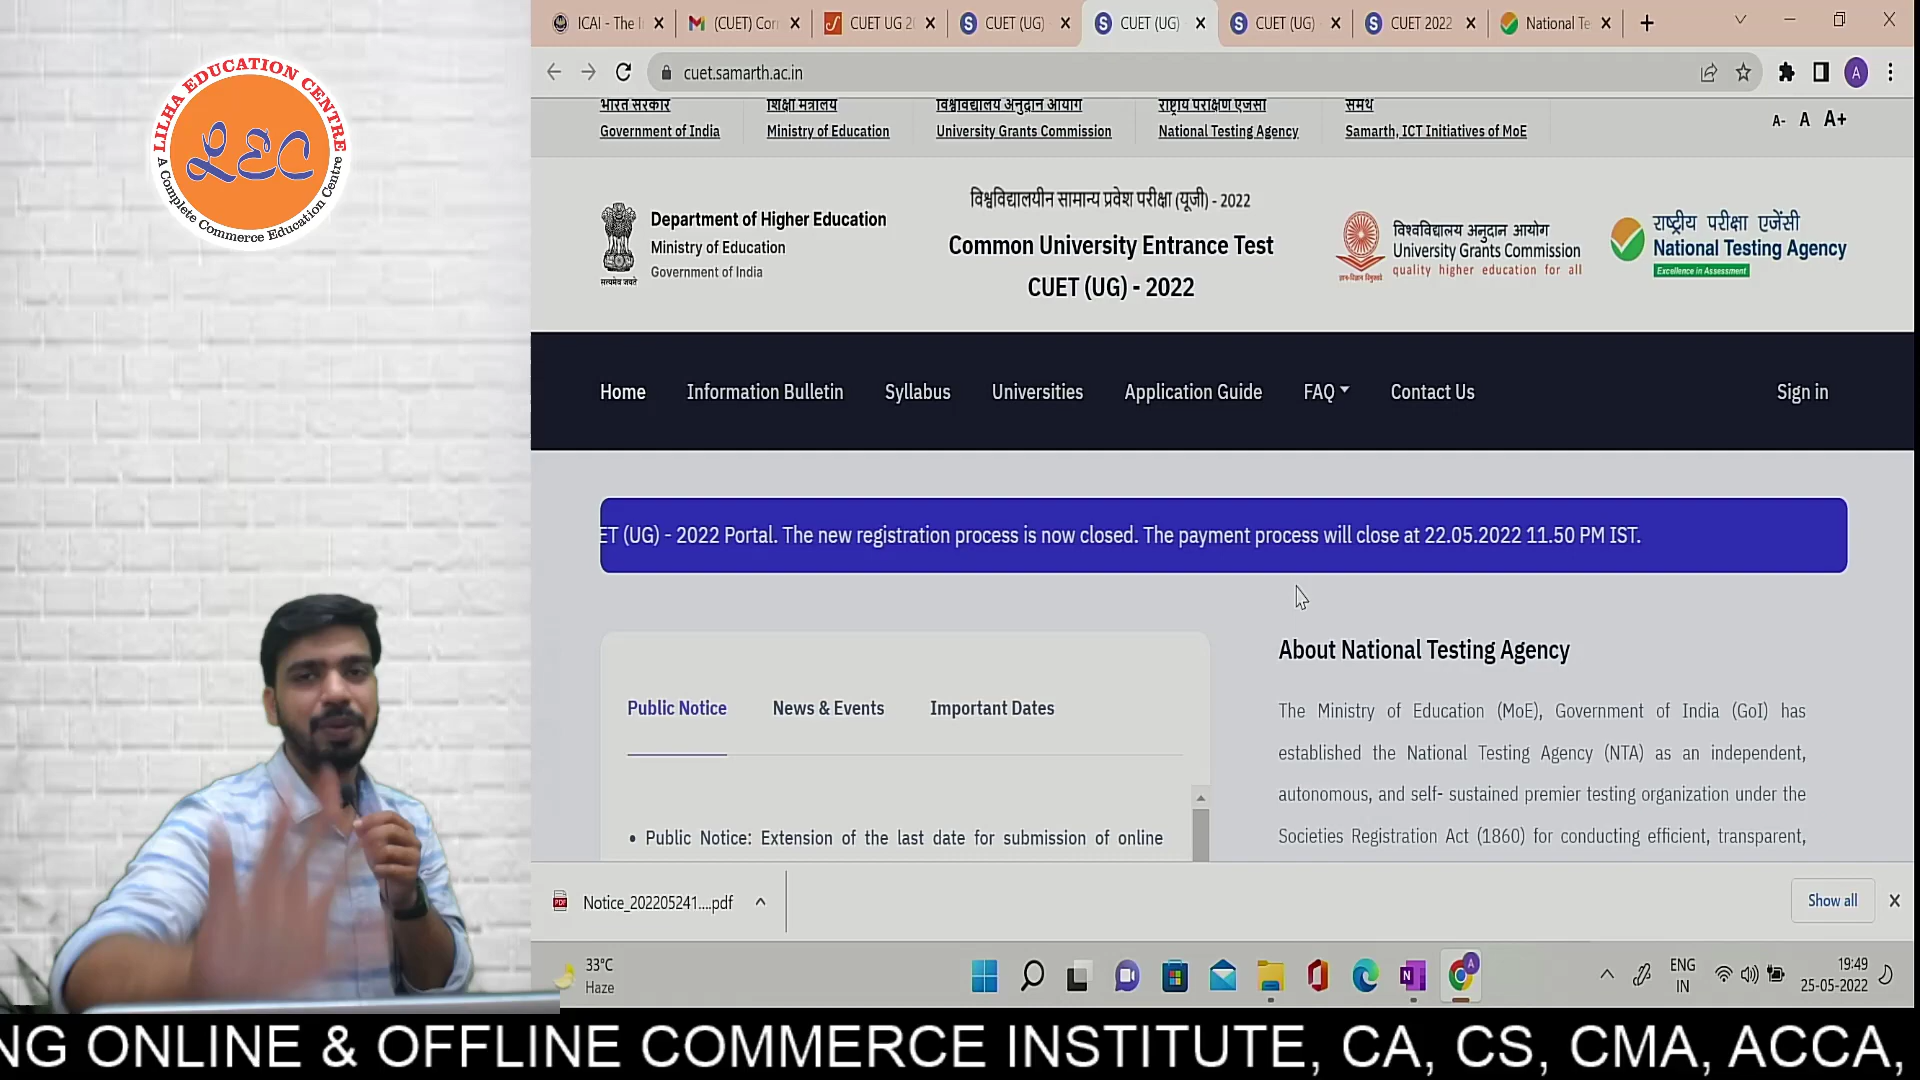 LILHA EDUCATION CENTRE
LEC
A Complete Commerce Education Centre
ICAI - The I
(CUET) Cor
CUET UG 2
CUET (UG)
CUET (UG)
CUET (UG)
CUET 2022
National Te
cuet.samarth.ac.in
A
भारत सरकार
शिक्षा मंत्रालय
विश्वविद्यालय अनुदान आयोग
राष्ट्रीय परीक्षण एजेंसी
समर्थ
Government of India
Ministry of Education
University Grants Commission
National Testing Agency
Samarth, ICT Initiatives of MoE
A- A A+
सत्यमेव जयते
Department of Higher Education
Ministry of Education
Government of India
विश्वविद्यालयीन सामान्य प्रवेश परीक्षा (यूजी) - 2022
Common University Entrance Test
CUET (UG) - 2022
विश्वविद्यालय अनुदान आयोग
University Grants Commission
quality higher education for all
राष्ट्रीय परीक्षा एजेंसी
National Testing Agency
Excellence in Assessment
Home
Information Bulletin
Syllabus
Universities
Application Guide
FAQ
Contact Us
Sign in
ET (UG) - 2022 Portal. The new registration process is now closed. The payment process will close at 22.05.2022 11.50 PM IST.
Public Notice
News & Events
Important Dates
• Public Notice: Extension of the last date for submission of online
About National Testing Agency
The Ministry of Education (MoE), Government of India (GoI) has
established the National Testing Agency (NTA) as an independent,
autonomous, and self- sustained premier testing organization under the
Societies Registration Act (1860) for conducting efficient, transparent,
Notice_202205241....pdf
Show all
33°C
Haze
ENG
IN
19:49
25-05-2022
NG ONLINE & OFFLINE COMMERCE INSTITUTE, CA, CS, CMA, ACCA,